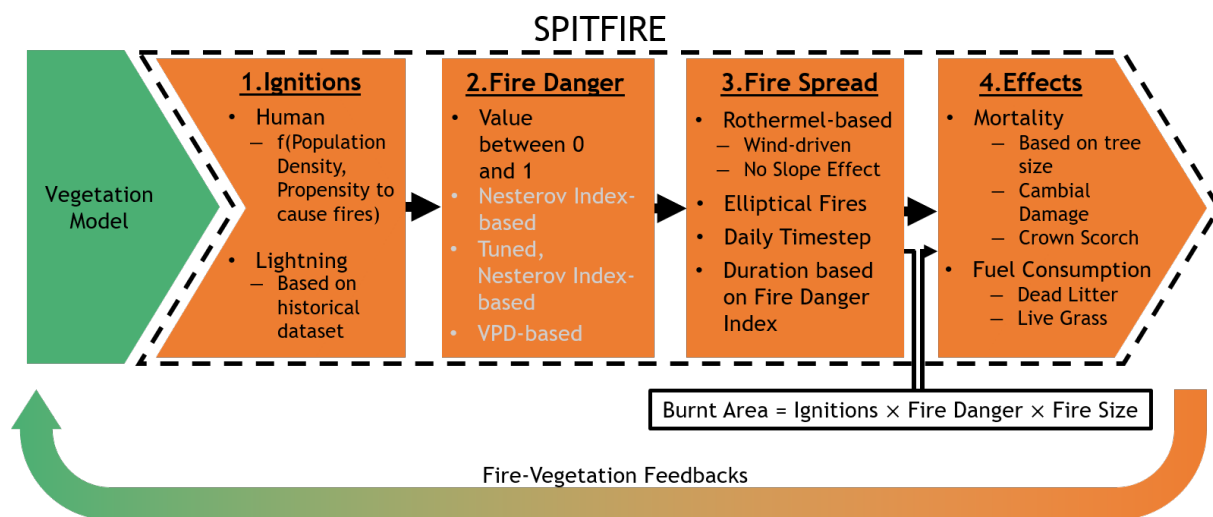 SPITFIRE
Vegetation
Model
1.Ignitions
• Human
– f(Population
Density,
Propensity to
cause fires)
• Lightning
– Based on
historical
dataset
2.Fire Danger
• Value
between 0
and 1
• Nesterov Index-
based
• Tuned,
Nesterov Index-
based
• VPD-based
3.Fire Spread
• Rothermel-based
– Wind-driven
– No Slope Effect
• Elliptical Fires
• Daily Timestep
• Duration based
on Fire Danger
Index
4.Effects
• Mortality
– Based on tree
size
– Cambial
Damage
– Crown Scorch
• Fuel Consumption
– Dead Litter
– Live Grass
Burnt Area = Ignitions × Fire Danger × Fire Size
Fire-Vegetation Feedbacks